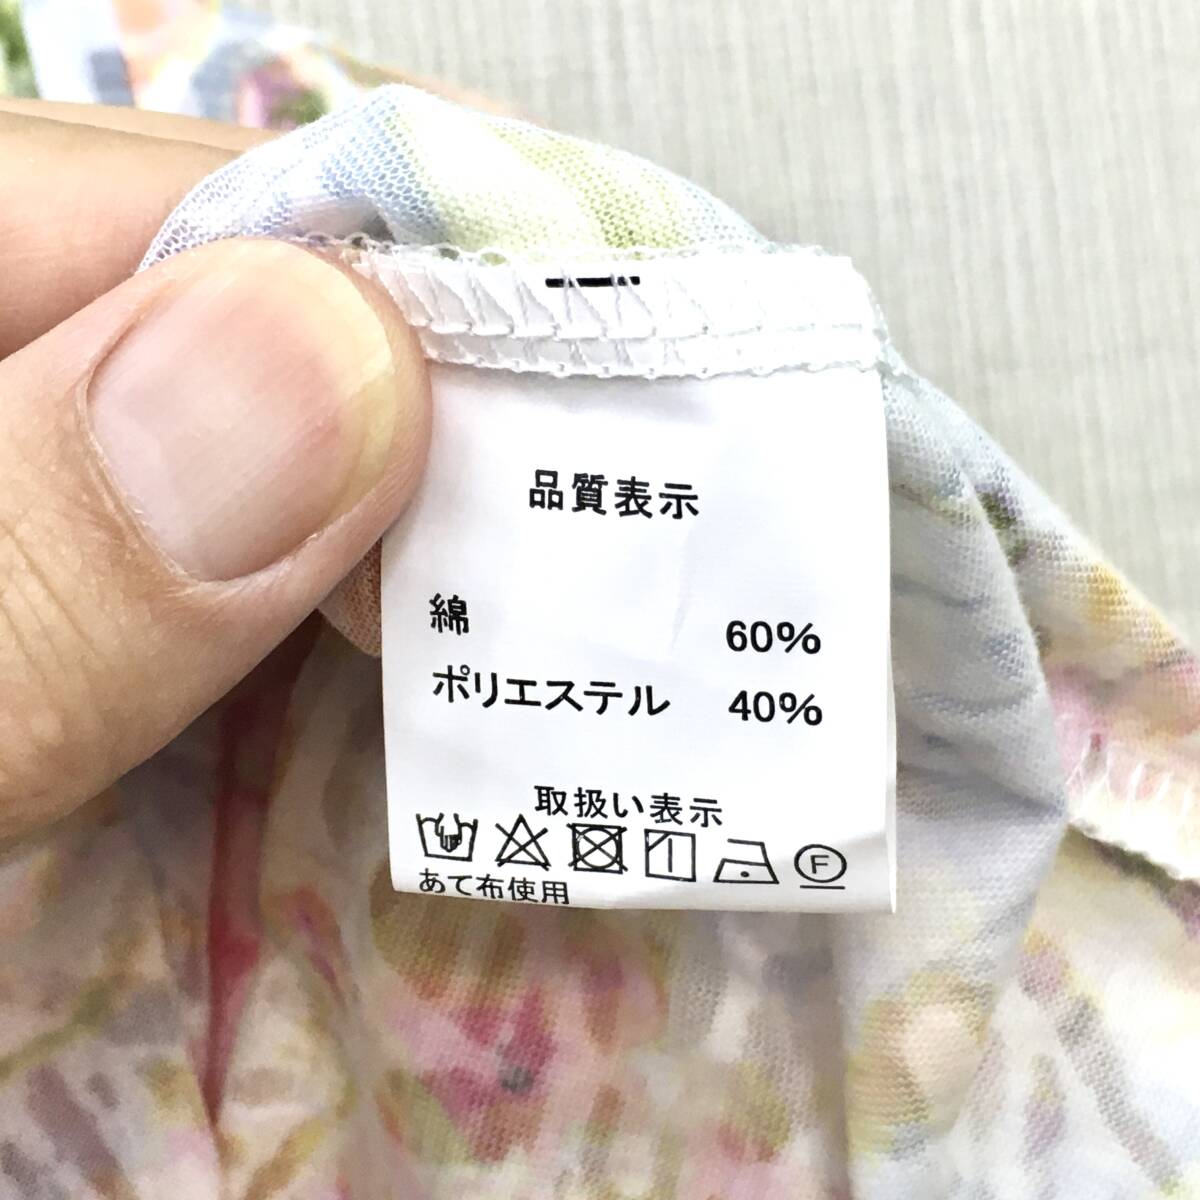 品質表示
綿 60%
ポリエステル 40%
取扱い表示
F
あて布使用